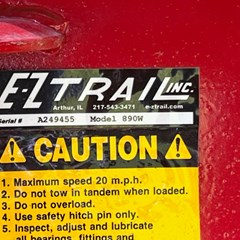 E-Z TRAIL INC.
Arthur, IL 217-543-3471 e-ztrail.com
Serial # A249455 Model 890W
CAUTION
1. Maximum speed 20 m.p.h.
2. Do not tow in tandem when loaded.
3. Do not overload.
4. Use safety hitch pin only.
5. Inspect, adjust and lubricate
all bearings, fittings and